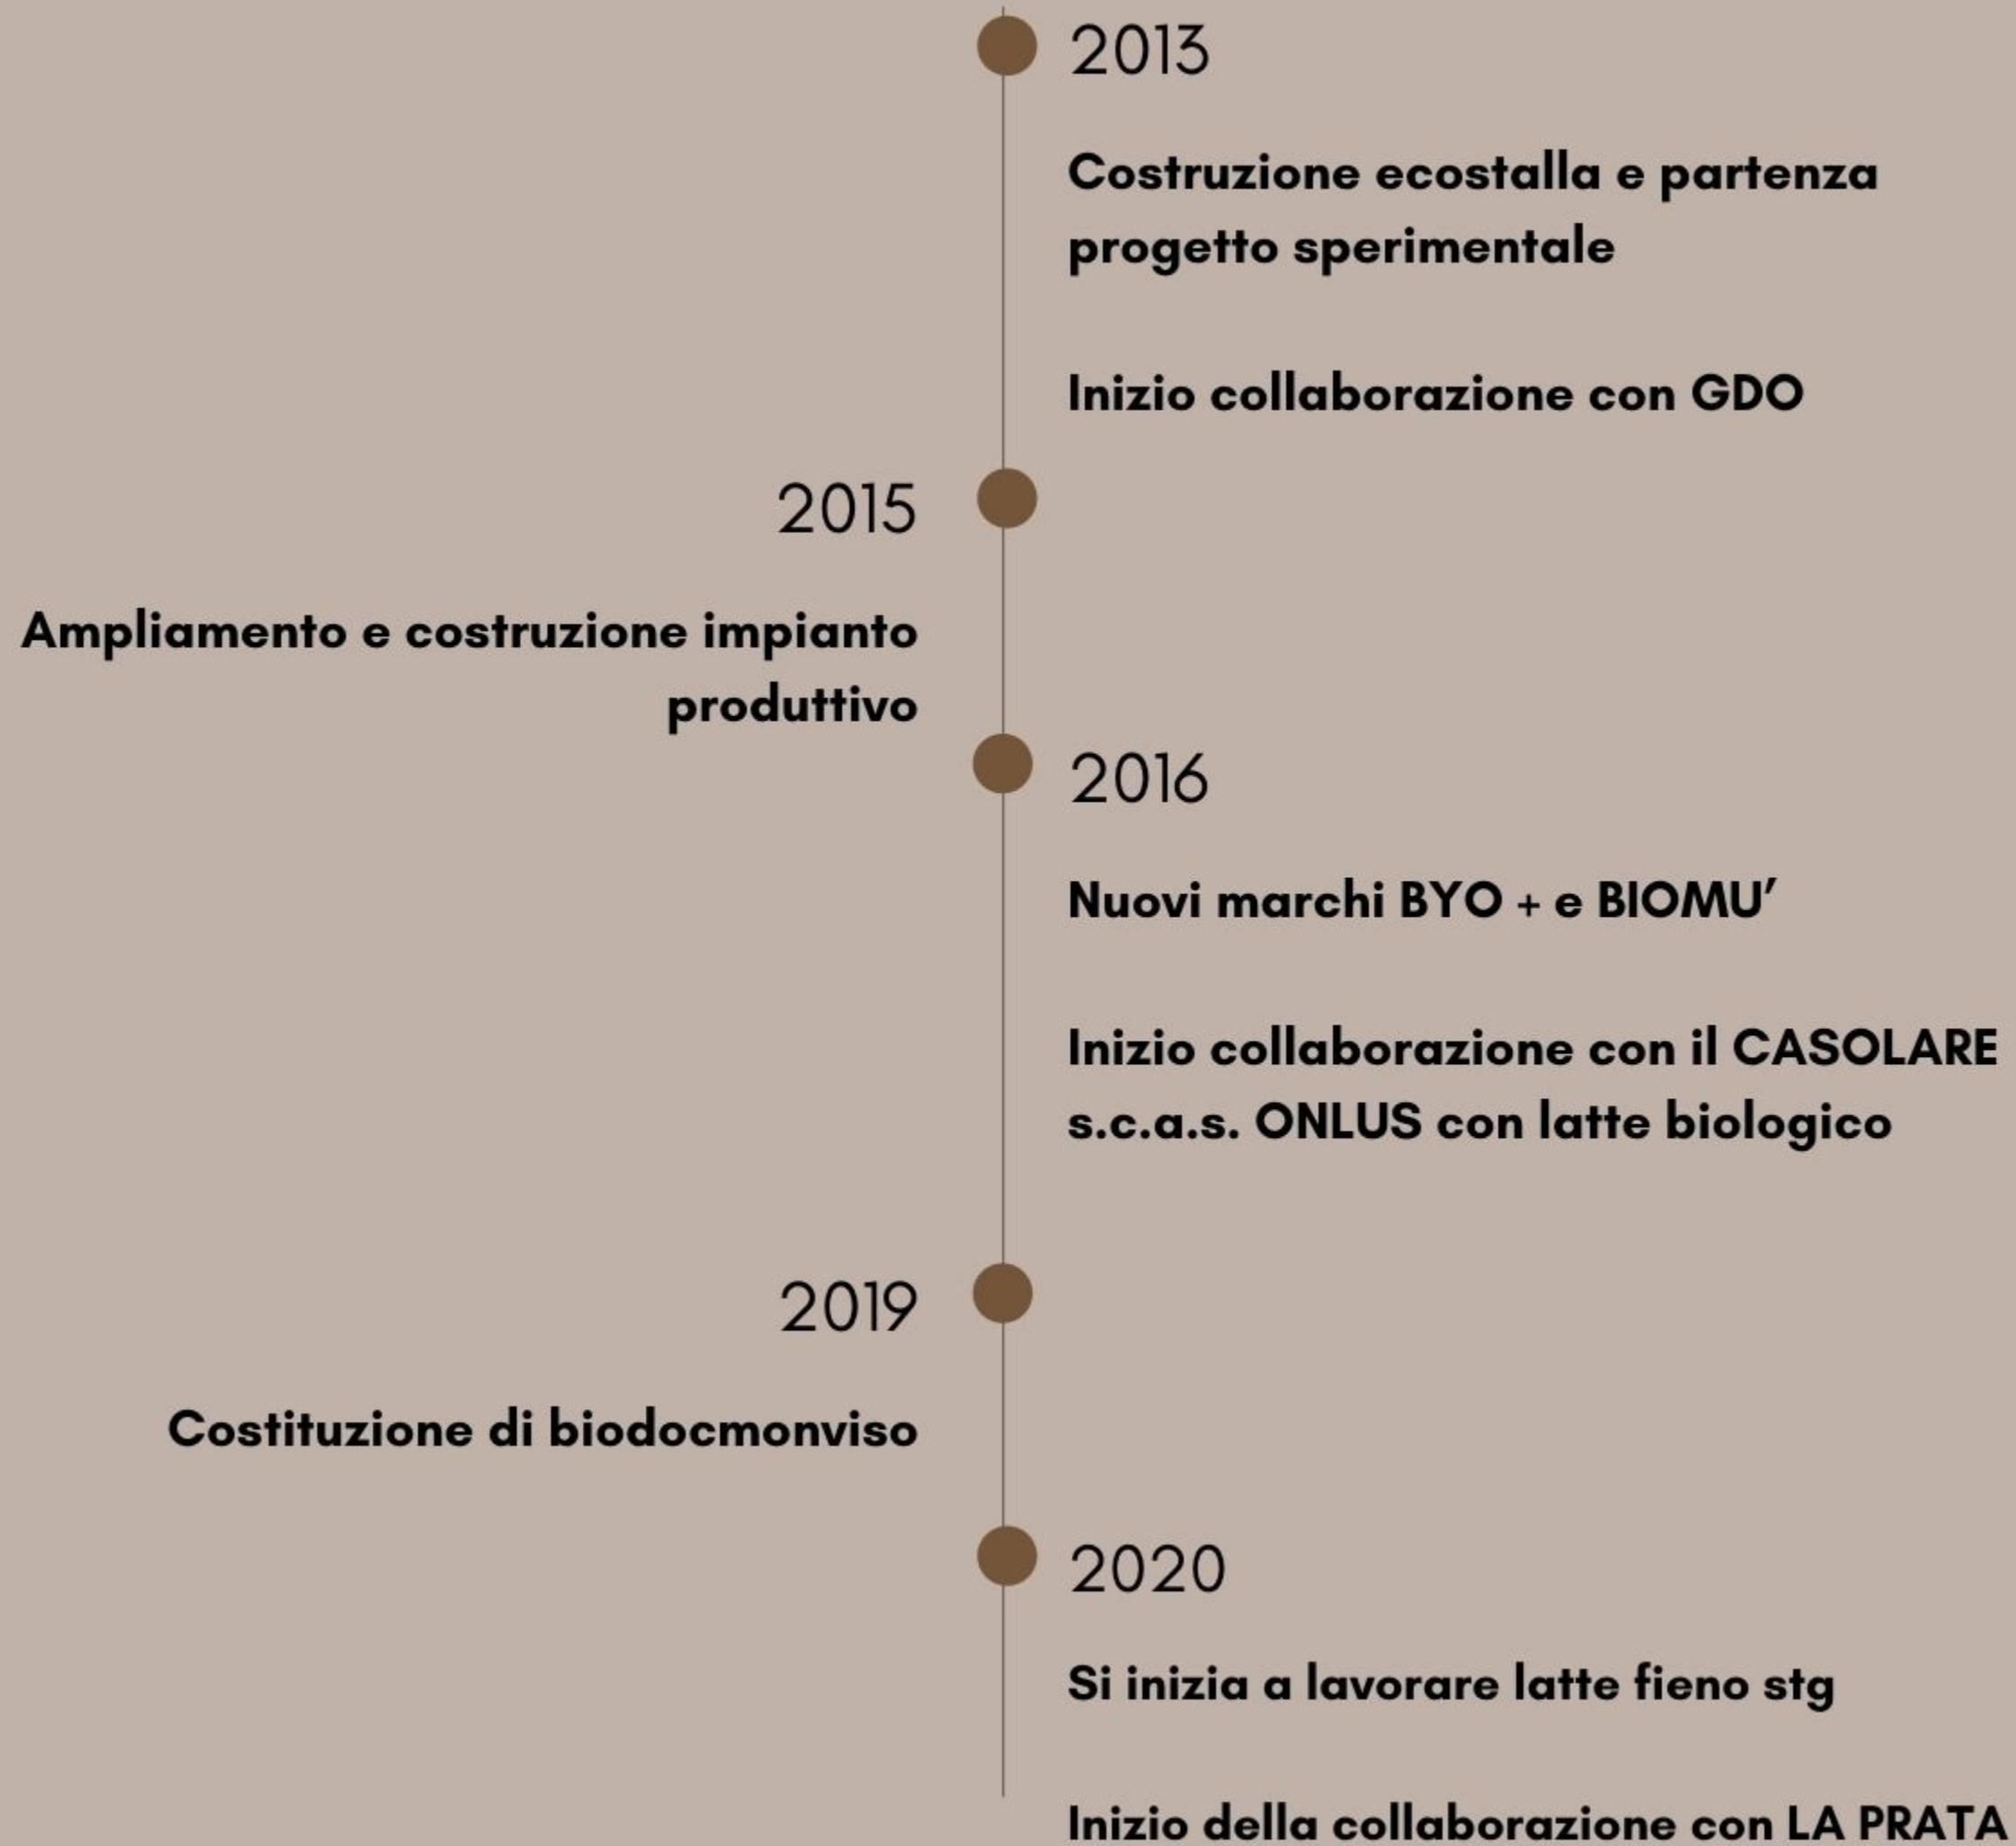 2013
Costruzione ecostalla e partenza
progetto sperimentale
Inizio collaborazione con GDO
2015
Ampliamento e costruzione impianto
produttivo
2016
Nuovi marchi BYO + e BIOMU’
Inizio collaborazione con il CASOLARE
s.c.a.s. ONLUS con latte biologico
2019
Costituzione di biodocmonviso
2020
Si inizia a lavorare latte fieno stg
Inizio della collaborazione con LA PRATA